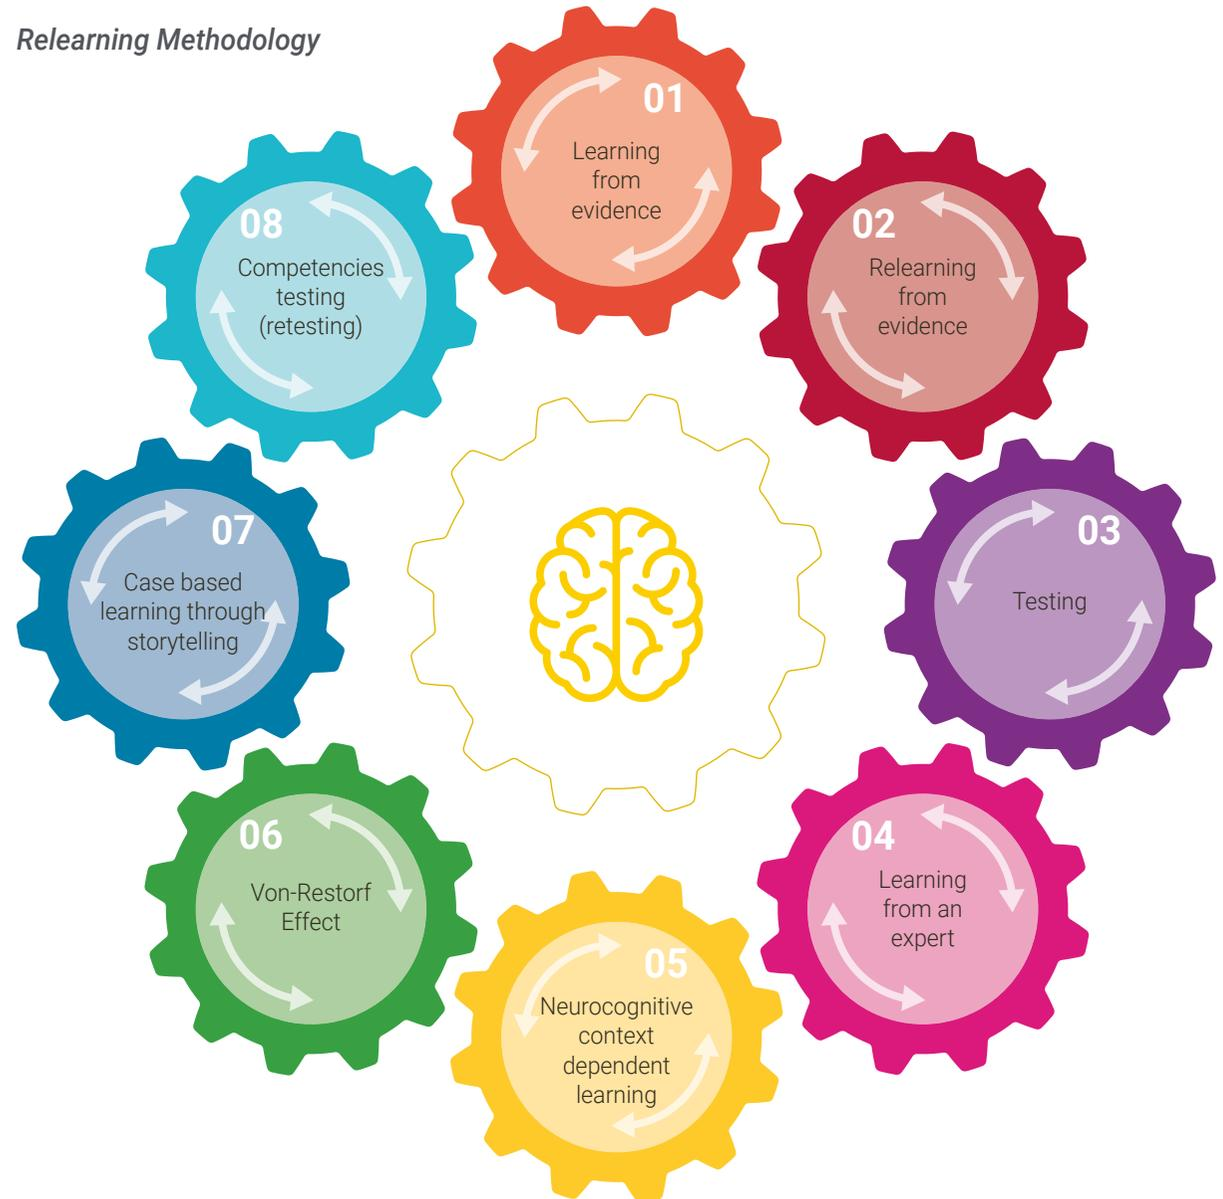 Relearning Methodology
01
Learning
from
evidence
02
Relearning
from
evidence
03
Testing
04
Learning
from an
expert
05
Neurocognitive
context
dependent
learning
06
Von-Restorf
Effect
07
Case based
learning through
storytelling
08
Competencies
testing
(retesting)